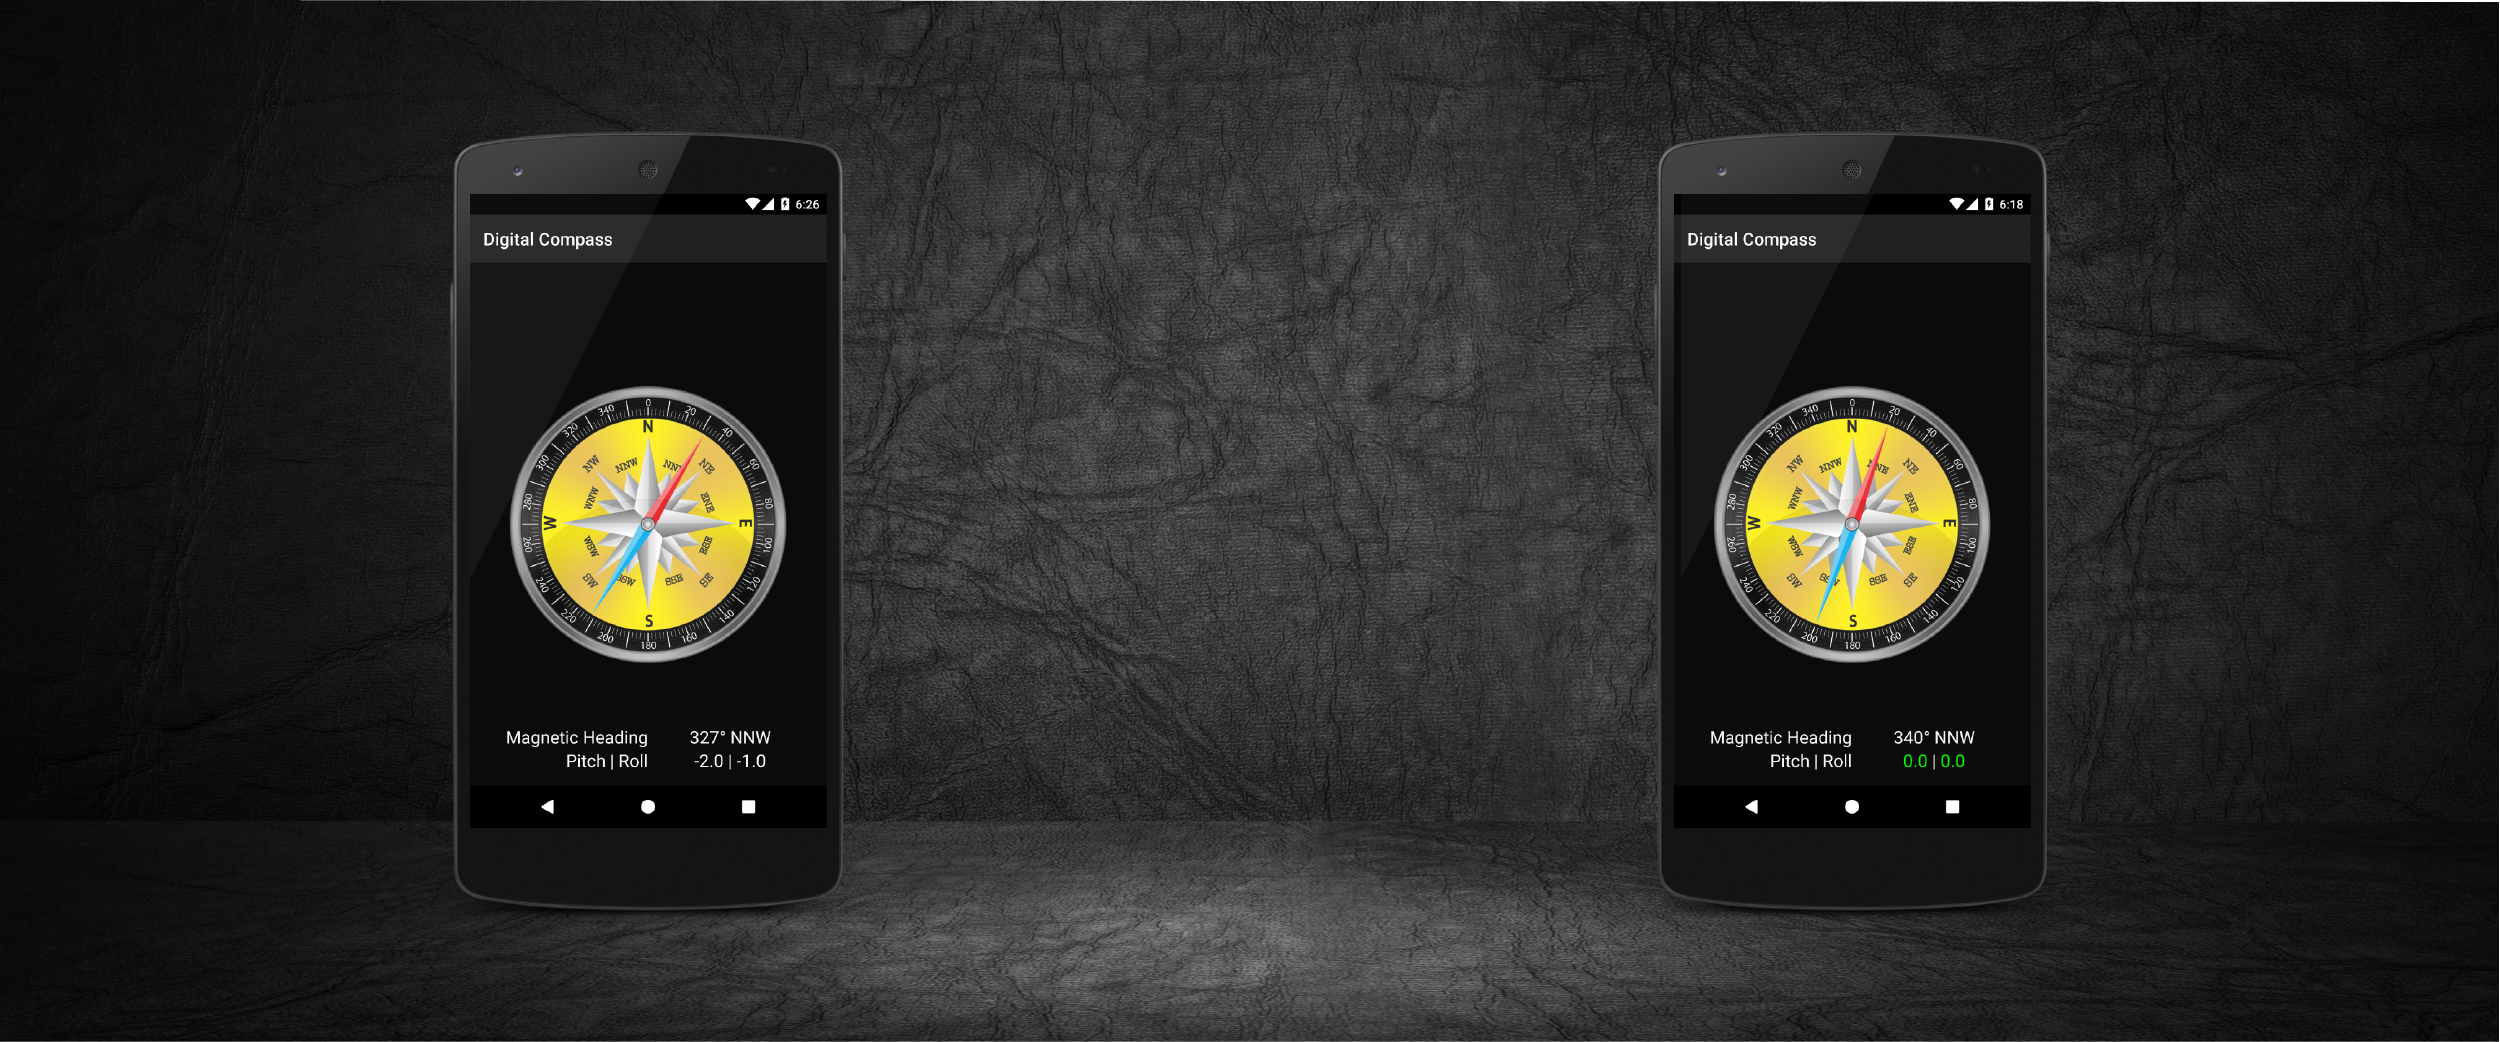 6:26
Digital Compass
0
20
40
60
80
100
120
140
160
180
200
220
240
260
280
300
320
340
N
NE
ENE
E
ESE
SE
SSE
S
SW
WSW
W
WNW
NW
NNW
Magnetic Heading 327° NNW
Pitch | Roll -2.0 | -1.0
6:18
Digital Compass
0
20
40
60
80
100
120
140
160
180
200
220
240
260
280
300
320
340
N
NNE
NE
ENE
E
ESE
SE
SSE
S
SW
WSW
W
WNW
NW
NNW
Magnetic Heading 340° NNW
Pitch | Roll 0.0 | 0.0